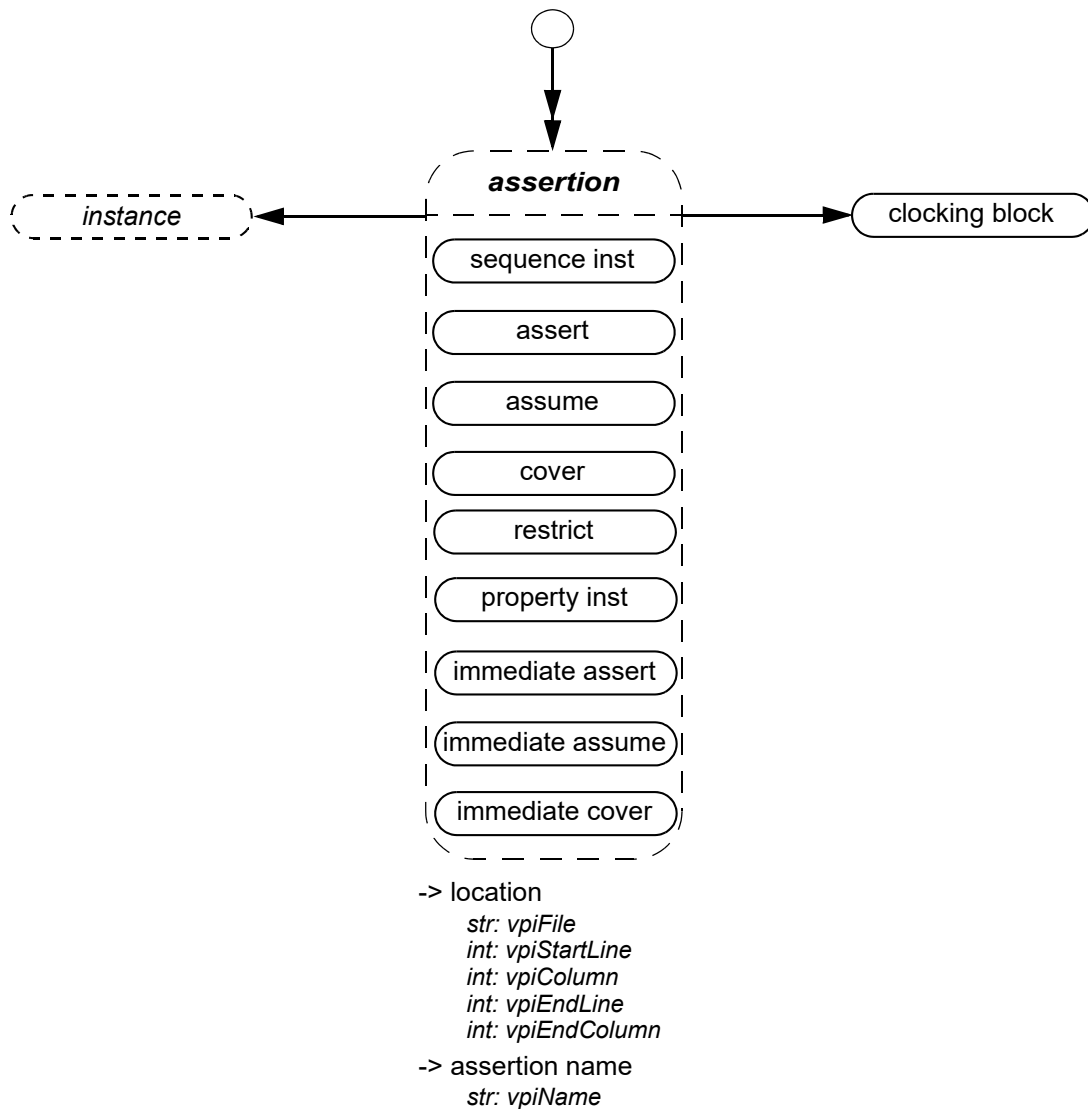 assertion
instance
clocking block
sequence inst
assert
assume
cover
restrict
property inst
immediate assert
immediate assume
immediate cover
-> location
str: vpiFile
int: vpiStartLine
int: vpiColumn
int: vpiEndLine
int: vpiEndColumn
-> assertion name
str: vpiName